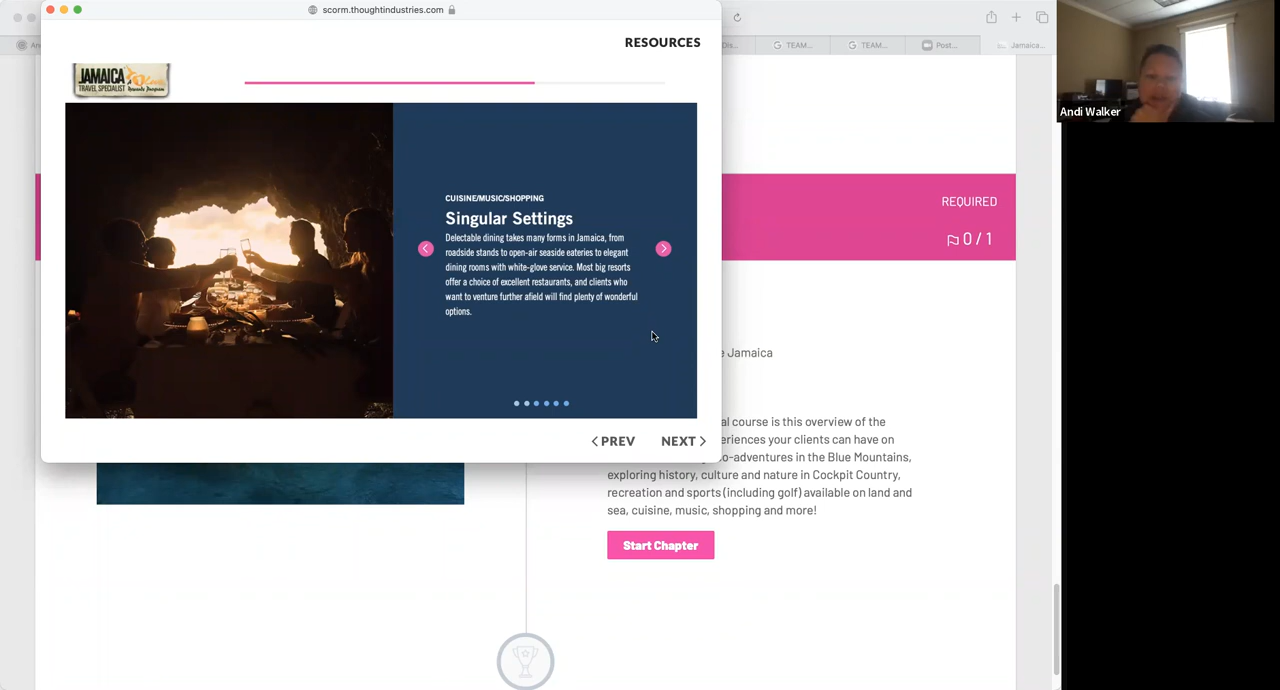 scorm.thoughtindustries.com
RESOURCES
JAMAICA
TRAVEL SPECIALIST
Rewards Program
Dis...
TEAM...
TEAM...
Post...
Jamaica...
Andi Walker
CUISINE/MUSIC/SHOPPING
Singular Settings
Delectable dining takes many forms in Jamaica, from
roadside stands to open-air seaside eateries to elegant
dining rooms with white-glove service. Most big resorts
offer a choice of excellent restaurants, and clients who
want to venture further afield will find plenty of wonderful
options.
< PREV
NEXT >
REQUIRED
0 / 1
e Jamaica
al course is this overview of the
eriences your clients can have on
o-adventures in the Blue Mountains,
exploring history, culture and nature in Cockpit Country,
recreation and sports (including golf) available on land and
sea, cuisine, music, shopping and more!
Start Chapter